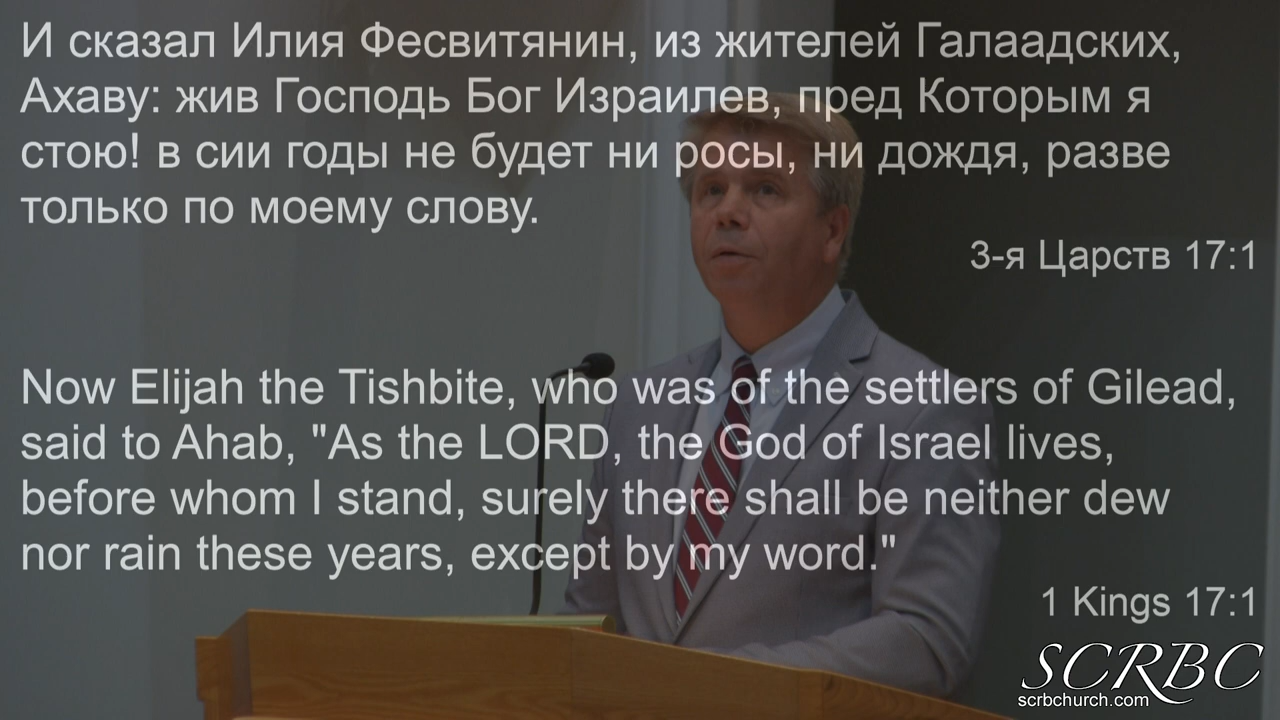 И сказал Илия Фесвитянин, из жителей Галаадских,
Ахаву: жив Господь Бог Израилев, пред Которым я
стою! в сии годы не будет ни росы, ни дождя, разве
только по моему слову.
3-я Царств 17:1
Now Elijah the Tishbite, who was of the settlers of Gilead,
said to Ahab, "As the LORD, the God of Israel lives,
before whom I stand, surely there shall be neither dew
nor rain these years, except by my word."
1 Kings 17:1
SCRBC
scrbchurch.com